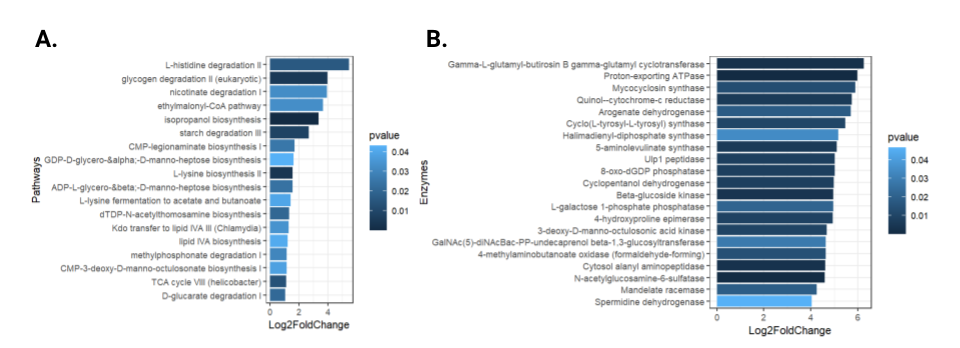 A.
B.
Pathways
L-histidine degradation II
glycogen degradation II (eukaryotic)
nicotinate degradation I
ethylmalonyl-CoA pathway
isopropanol biosynthesis
starch degradation III
CMP-legionaminate biosynthesis I
GDP-D-glycero-&alpha;-D-manno-heptose biosynthesis
L-lysine biosynthesis II
ADP-L-glycero-&beta;-D-manno-heptose biosynthesis
L-lysine fermentation to acetate and butanoate
dTDP-N-acetylthomosamine biosynthesis
Kdo transfer to lipid IVA III (Chlamydia)
lipid IVA biosynthesis
methylphosphonate degradation I
CMP-3-deoxy-D-manno-octulosonate biosynthesis I
TCA cycle VIII (helicobacter)
D-glucarate degradation I
0 2 4
Log2FoldChange
pvalue
0.04
0.03
0.02
0.01
Enzymes
Gamma-L-glutamyl-butirosin B gamma-glutamyl cyclotransferase
Proton-exporting ATPase
Mycocyclosin synthase
Quinol--cytochrome-c reductase
Arogenate dehydrogenase
Cyclo(L-tyrosyl-L-tyrosyl) synthase
Halimadienyl-diphosphate synthase
5-aminolevulinate synthase
Ulp1 peptidase
8-oxo-dGDP phosphatase
Cyclopentanol dehydrogenase
Beta-glucoside kinase
L-galactose 1-phosphate phosphatase
4-hydroxyproline epimerase
3-deoxy-D-manno-octulosonic acid kinase
GalNAc(5)-diNAcBac-PP-undecaprenol beta-1,3-glucosyltransferase
4-methylaminobutanoate oxidase (formaldehyde-forming)
Cytosol alanyl aminopeptidase
N-acetylglucosamine-6-sulfatase
Mandelate racemase
Spermidine dehydrogenase
0 2 4 6
Log2FoldChange
pvalue
0.04
0.03
0.02
0.01